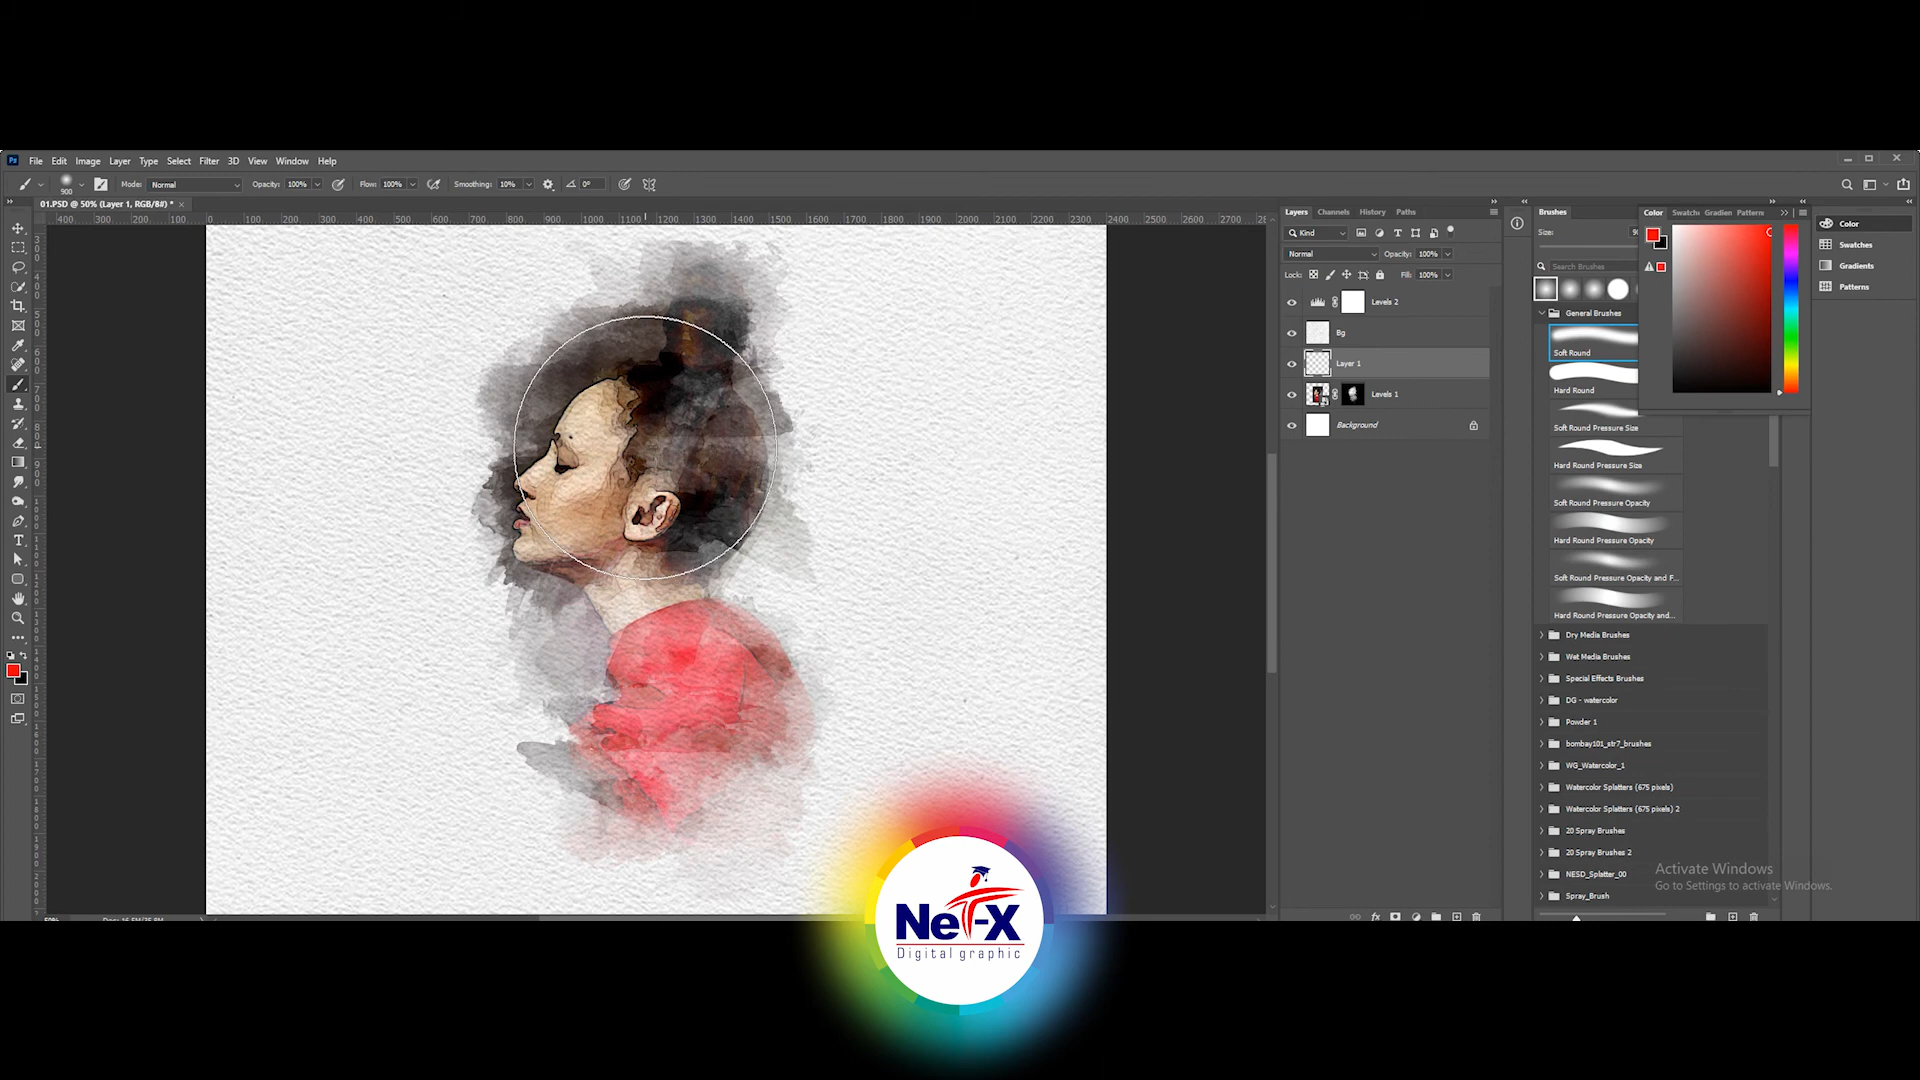 File Edit Image Layer Type Select Filter 3D View Window Help
900 Mode: Normal Opacity: 100% Flow: 100% Smoothing: 10% 0°
01.PSD @ 50% (Layer 1, RGB/8#) *
400 300 200 100 0 100 200 300 400 500 600 700 800 900 1000 1100 1200 1300 1400 1500 1600 1700 1800 1900 2000 2100 2200 2300 2400 2500 2600 2700
Layers Channels History Paths
Kind
Normal Opacity: 100%
Lock: Fill: 100%
Levels 2
Bg
Layer 1
Levels 1
Background
Brushes
Size:
Search Brushes
General Brushes
Soft Round
Hard Round
Soft Round Pressure Size
Hard Round Pressure Size
Soft Round Pressure Opacity
Hard Round Pressure Opacity
Soft Round Pressure Opacity and F...
Hard Round Pressure Opacity and...
Dry Media Brushes
Wet Media Brushes
Special Effects Brushes
DG - watercolor
Powder 1
bombay101_str7_brushes
WG_Watercolor_1
Watercolor Splatters (675 pixels)
Watercolor Splatters (675 pixels) 2
20 Spray Brushes
20 Spray Brushes 2
NESD_Splatter_00
Spray_Brush
Color Swatche Gradien Pattern
Color
Swatches
Gradients
Patterns
Activate Windows
Go to Settings to activate Windows.
Net-X
Digital graphic